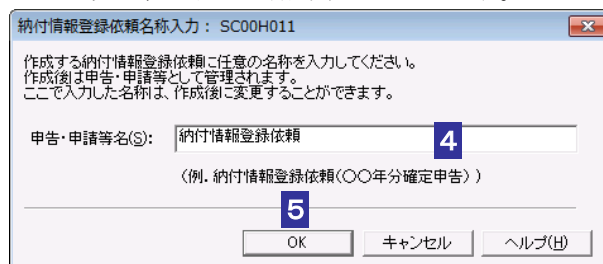 納付情報登録依頼名称入力： SC00H011
作成する納付情報登録依頼に任意の名称を入力してください。
作成後は申告・申請等として管理されます。
ここで入力した名称は、作成後に変更することができます。
申告・申請等名(S)： 納付情報登録依頼 4
(例. 納付情報登録依頼(〇〇年分確定申告) )
5
OK キャンセル ヘルプ(H)